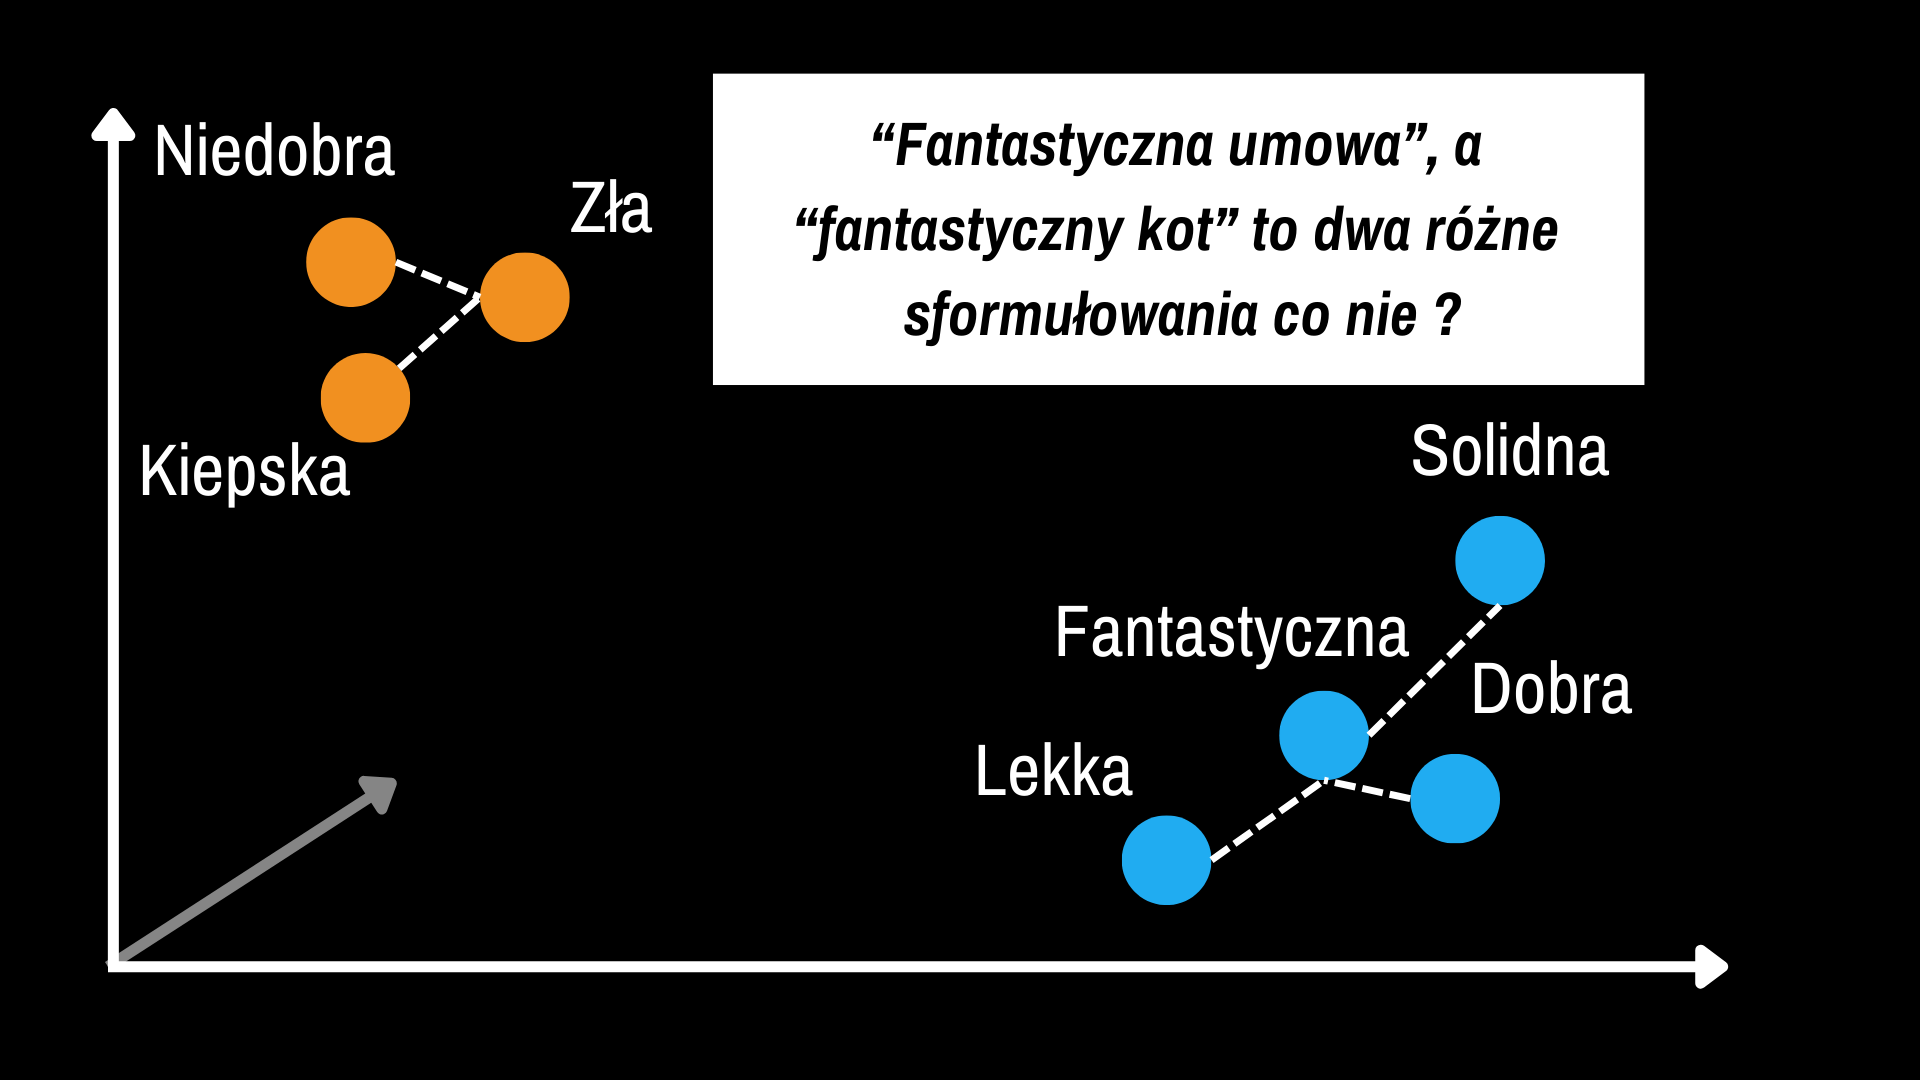 Niedobra
Zła
“Fantastyczna umowa”, a
“fantastyczny kot” to dwa różne
sformułowania co nie ?
Kiepska
Solidna
Fantastyczna
Dobra
Lekka